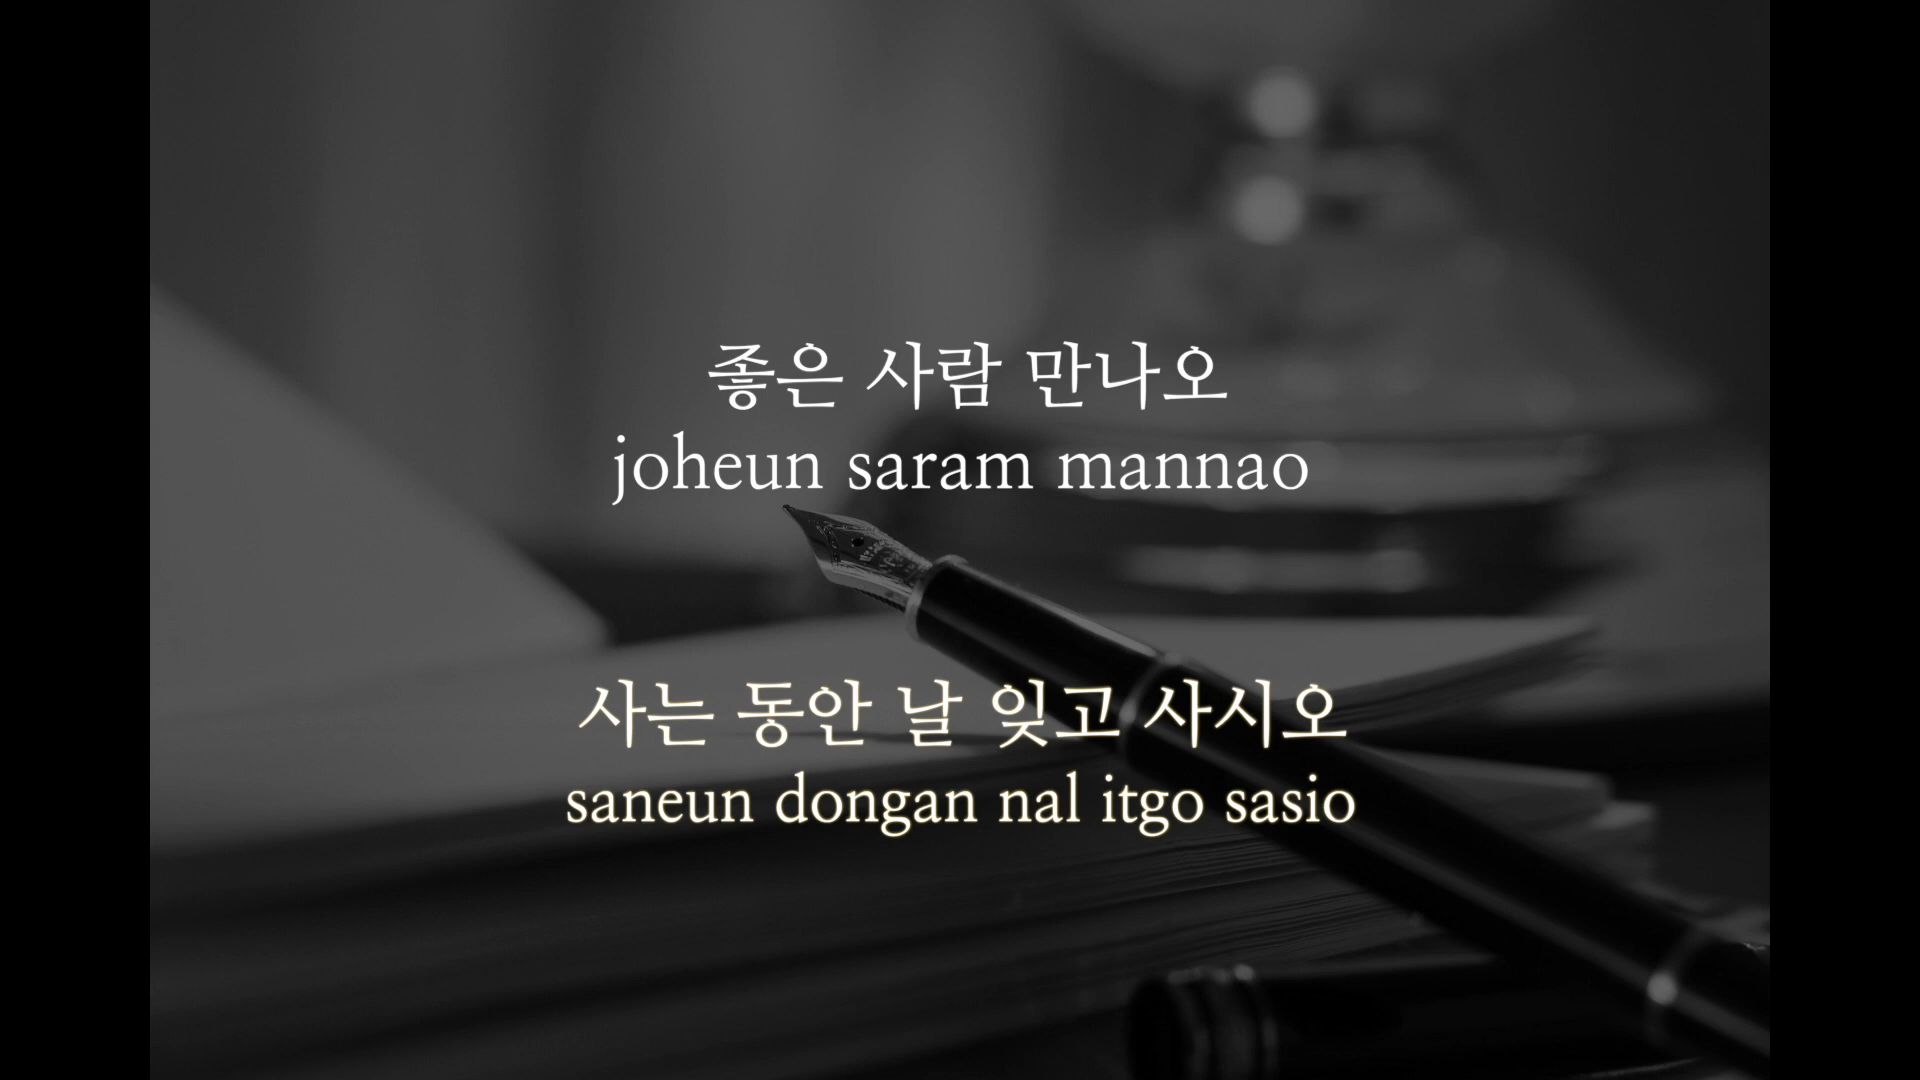 좋은 사람 만나오
joheun saram mannao
사는 동안 날 잊고 사시오
saneun dongan nal itgo sasio